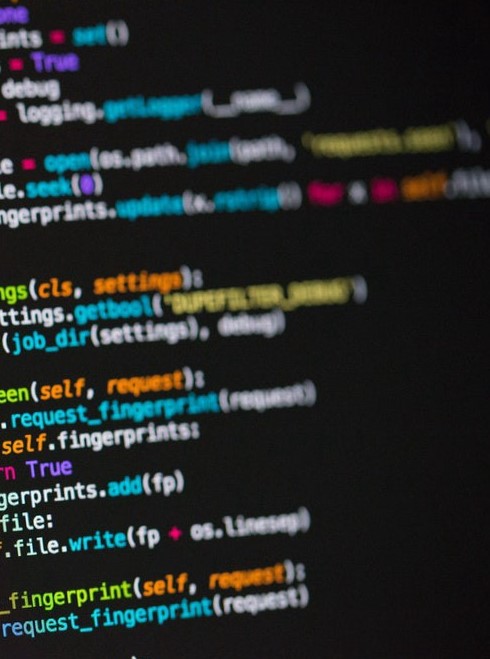 one
ints = set()
= True
debug
= logging.getLogger(__name__)
le = open(os.path.join(path, 'requests.seen'),
le.seek(0)
ngerprints.update(x.rstrip() for x in self.file
ngs(cls, settings):
ttings.getbool('DUPEFILTER_DEBUG')
(job_dir(settings), debug)
een(self, request):
.request_fingerprint(request)
self.fingerprints:
rn True
gerprints.add(fp)
file:
f.file.write(fp + os.linesep)
_fingerprint(self, request):
request_fingerprint(request)